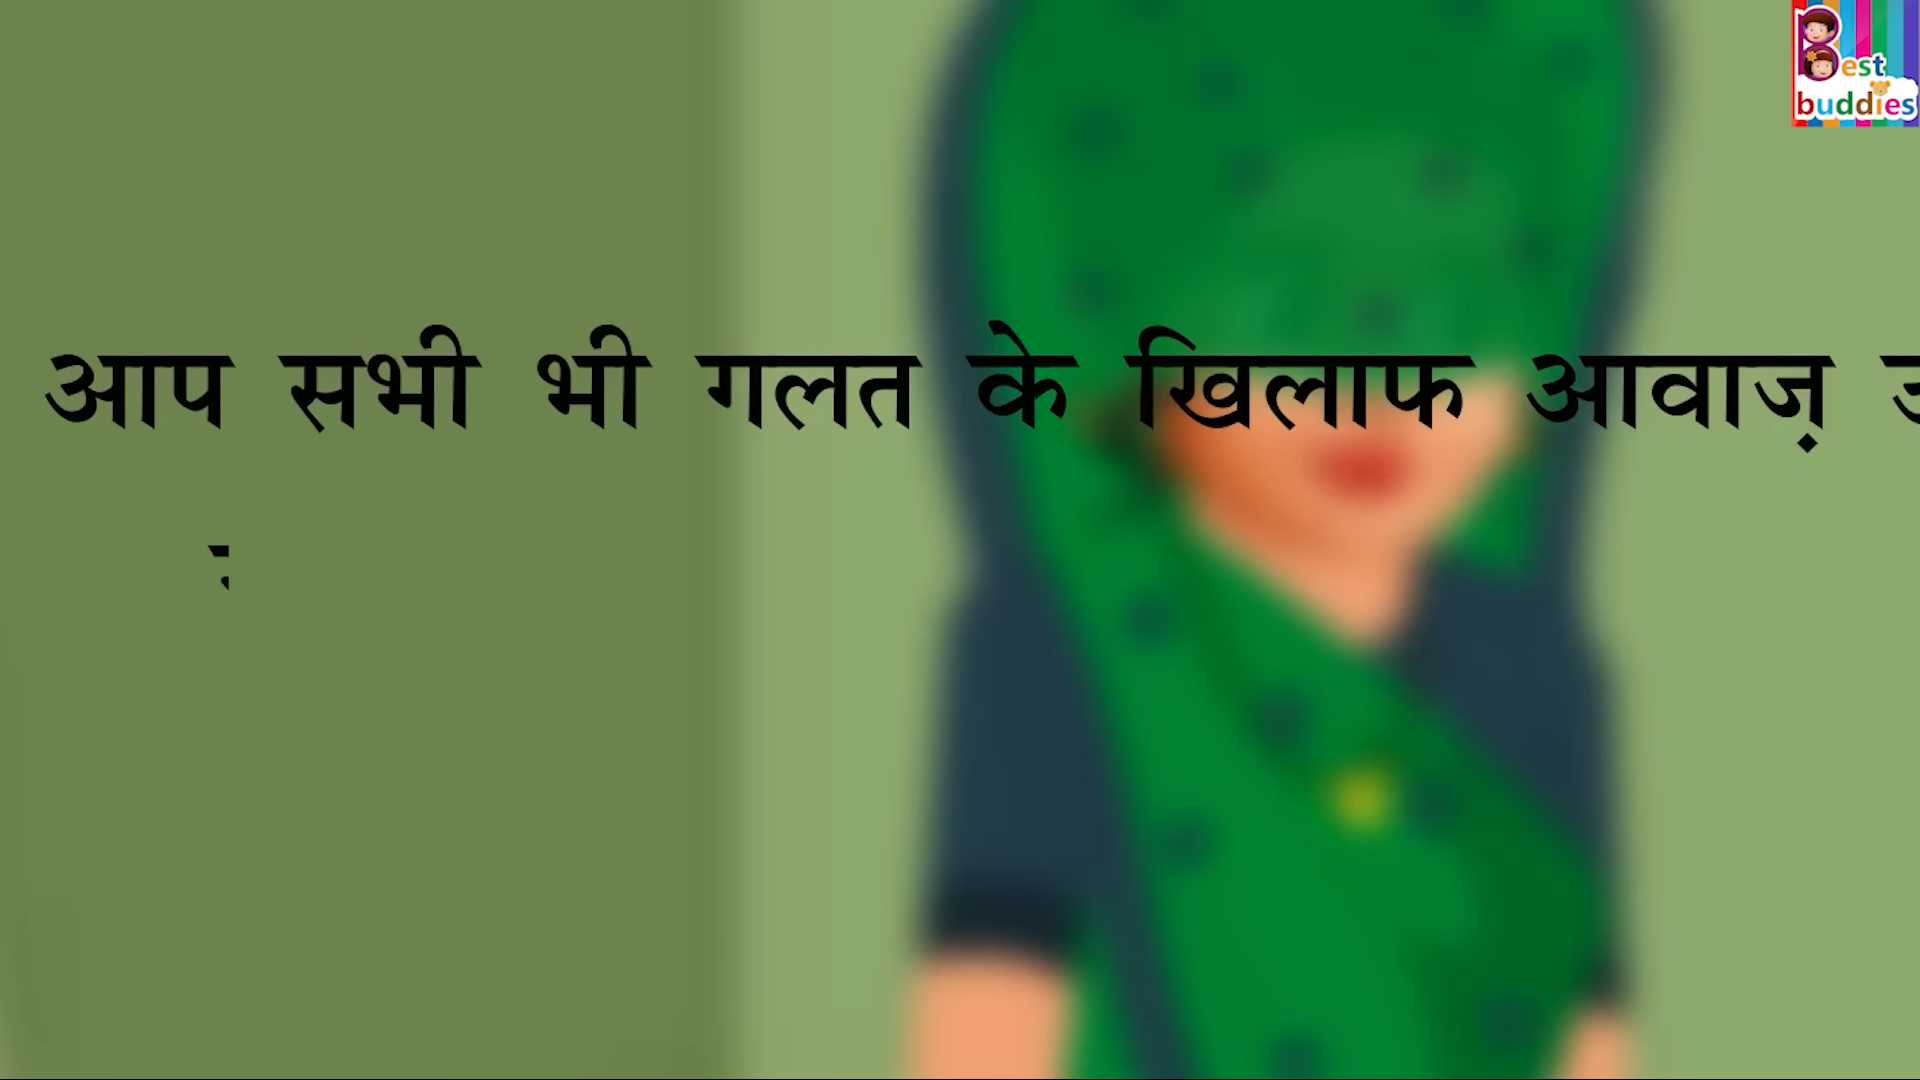 Best
buddies
आप सभी भी गलत के खिलाफ आवाज़